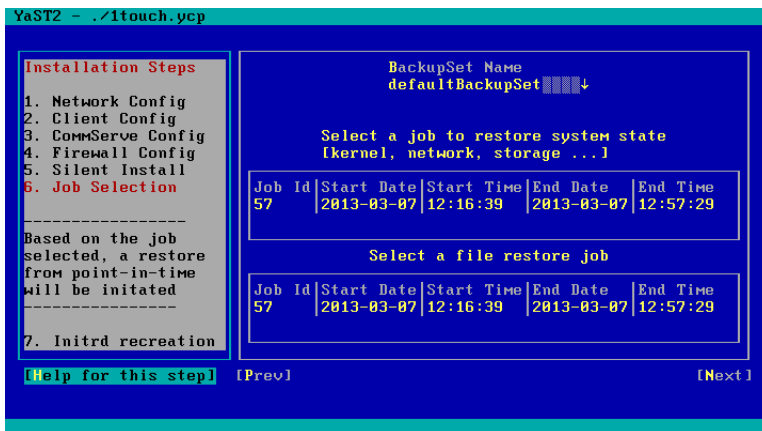 YaST2 - ./1touch.ycp
Installation Steps
1. Network Config
2. Client Config
3. CommServe Config
4. Firewall Config
5. Silent Install
6. Job Selection
-----------------
Based on the job
selected, a restore
from point-in-time
will be initated
----------------
7. Initrd recreation
BackupSet Name
defaultBackupSet▒▒▒▒↓
Select a job to restore system state
[kernel, network, storage ...]
Job Id|Start Date|Start Time|End Date |End Time
57 |2013-03-07|12:16:39 |2013-03-07|12:57:29
Select a file restore job
Job Id|Start Date|Start Time|End Date |End Time
57 |2013-03-07|12:16:39 |2013-03-07|12:57:29
[Help for this step] [Prev] [Next]